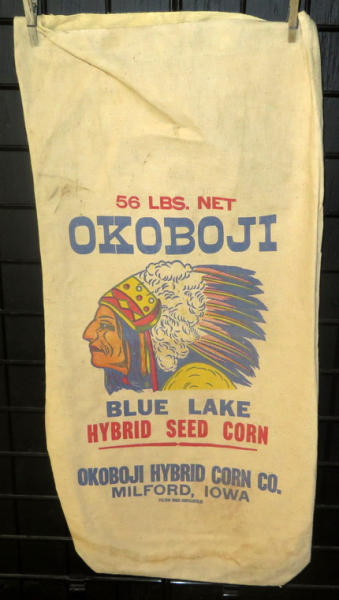 56 LBS. NET
OKOBOJI
BLUE LAKE
HYBRID SEED CORN
OKOBOJI HYBRID CORN CO.
MILFORD, IOWA